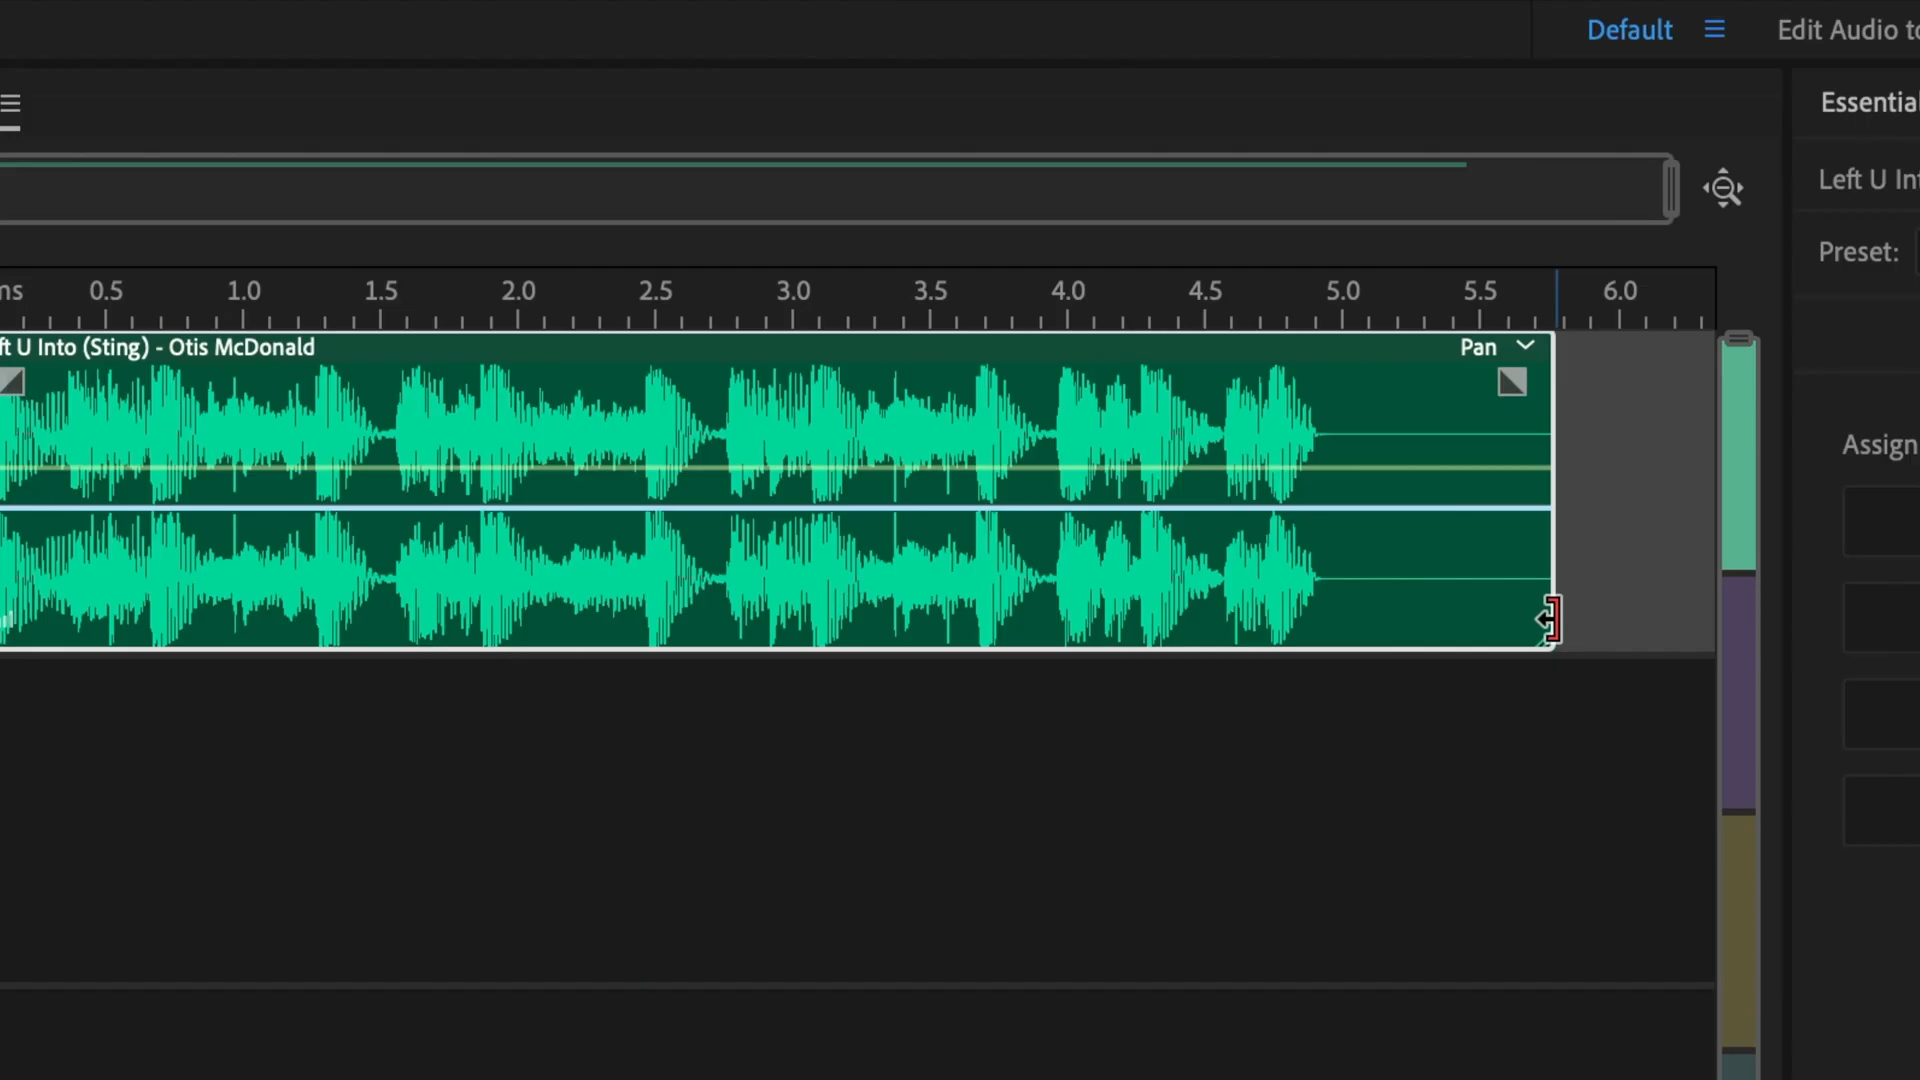 Default
Edit Audio to
Essential
Left U Int
Preset:
ms 0.5 1.0 1.5 2.0 2.5 3.0 3.5 4.0 4.5 5.0 5.5 6.0
ft U Into (Sting) - Otis McDonald
Pan
Assign